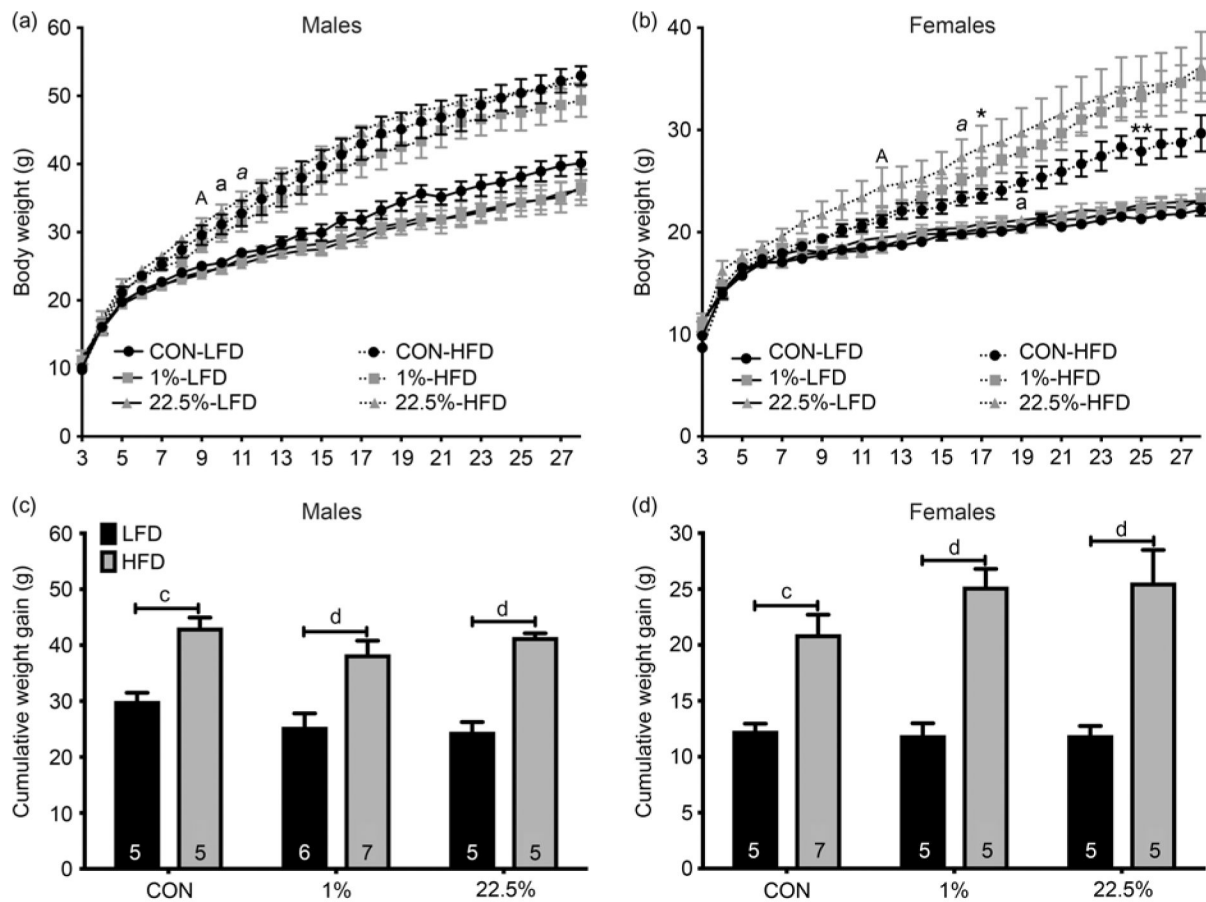 (a) Males
60
50
40
30
20
10
0
Body weight (g)
A a a
CON-LFD CON-HFD
1%-LFD 1%-HFD
22.5%-LFD 22.5%-HFD
3 5 7 9 11 13 15 17 19 21 23 25 27
(b) Females
40
30
20
10
0
Body weight (g)
A a * a **
CON-LFD CON-HFD
1%-LFD 1%-HFD
22.5%-LFD 22.5%-HFD
3 5 7 9 11 13 15 17 19 21 23 25 27
(c) Males
60
50
40
30
20
10
0
Cumulative weight gain (g)
LFD
HFD
c d d
5 5 6 7 5 5
CON 1% 22.5%
(d) Females
30
25
20
15
10
5
0
Cumulative weight gain (g)
c d d
5 7 5 5 5 5
CON 1% 22.5%